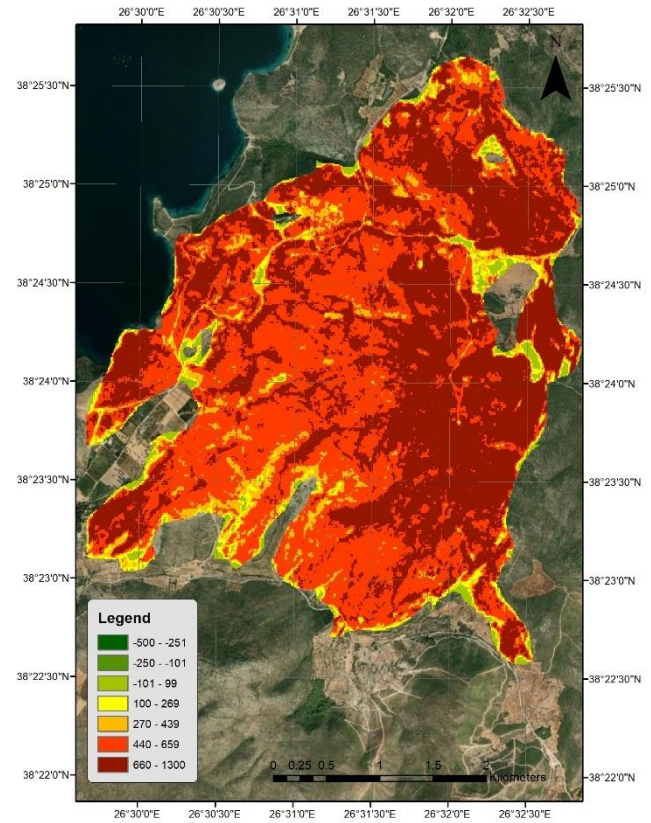 26°30'0"E 26°30'30"E 26°31'0"E 26°31'30"E 26°32'0"E 26°32'30"E
N
38°25'30"N 38°25'30"N
38°25'0"N 38°25'0"N
38°24'30"N 38°24'30"N
38°24'0"N 38°24'0"N
38°23'30"N 38°23'30"N
38°23'0"N 38°23'0"N
38°22'30"N 38°22'30"N
38°22'0"N 38°22'0"N
Legend
-500 - -251
-250 - -101
-101 - 99
100 - 269
270 - 439
440 - 659
660 - 1300
0 0.25 0.5 1 1.5 2
Kilometers
26°30'0"E 26°30'30"E 26°31'0"E 26°31'30"E 26°32'0"E 26°32'30"E